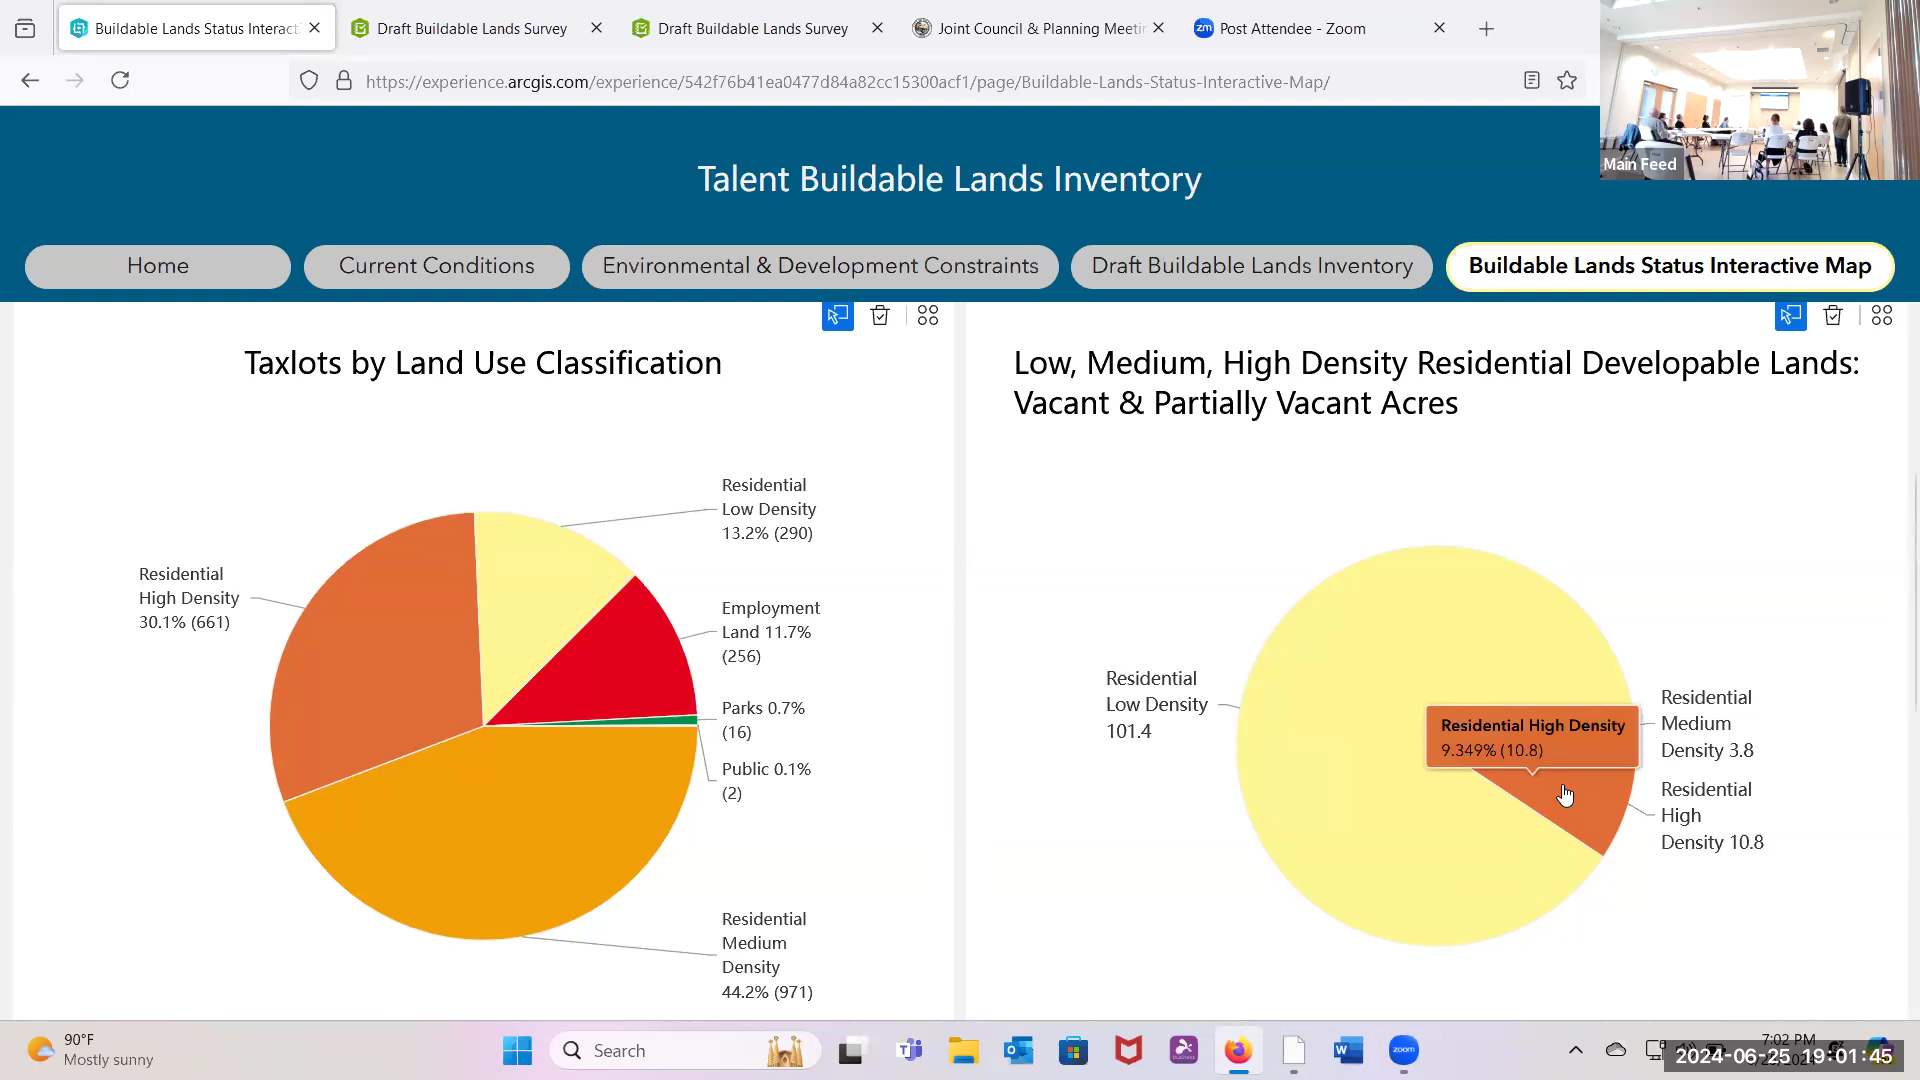 Buildable Lands Status Interact
Draft Buildable Lands Survey
Draft Buildable Lands Survey
Joint Council & Planning Meetin
zm
Post Attendee - Zoom
https://experience.arcgis.com/experience/542f76b41ea0477d84a82cc15300acf1/page/Buildable-Lands-Status-Interactive-Map/
Main Feed
Talent Buildable Lands Inventory
Home
Current Conditions
Environmental & Development Constraints
Draft Buildable Lands Inventory
Buildable Lands Status Interactive Map
Taxlots by Land Use Classification
Residential
Low Density
13.2% (290)
Residential
High Density
30.1% (661)
Employment
Land 11.7%
(256)
Parks 0.7%
(16)
Public 0.1%
(2)
Residential
Medium
Density
44.2% (971)
Low, Medium, High Density Residential Developable Lands:
Vacant & Partially Vacant Acres
Residential
Low Density
101.4
Residential High Density
9.349% (10.8)
Residential
Medium
Density 3.8
Residential
High
Density 10.8
90°F
Mostly sunny
Search
zoom
7:02 PM
2024-06-25 19:01:45